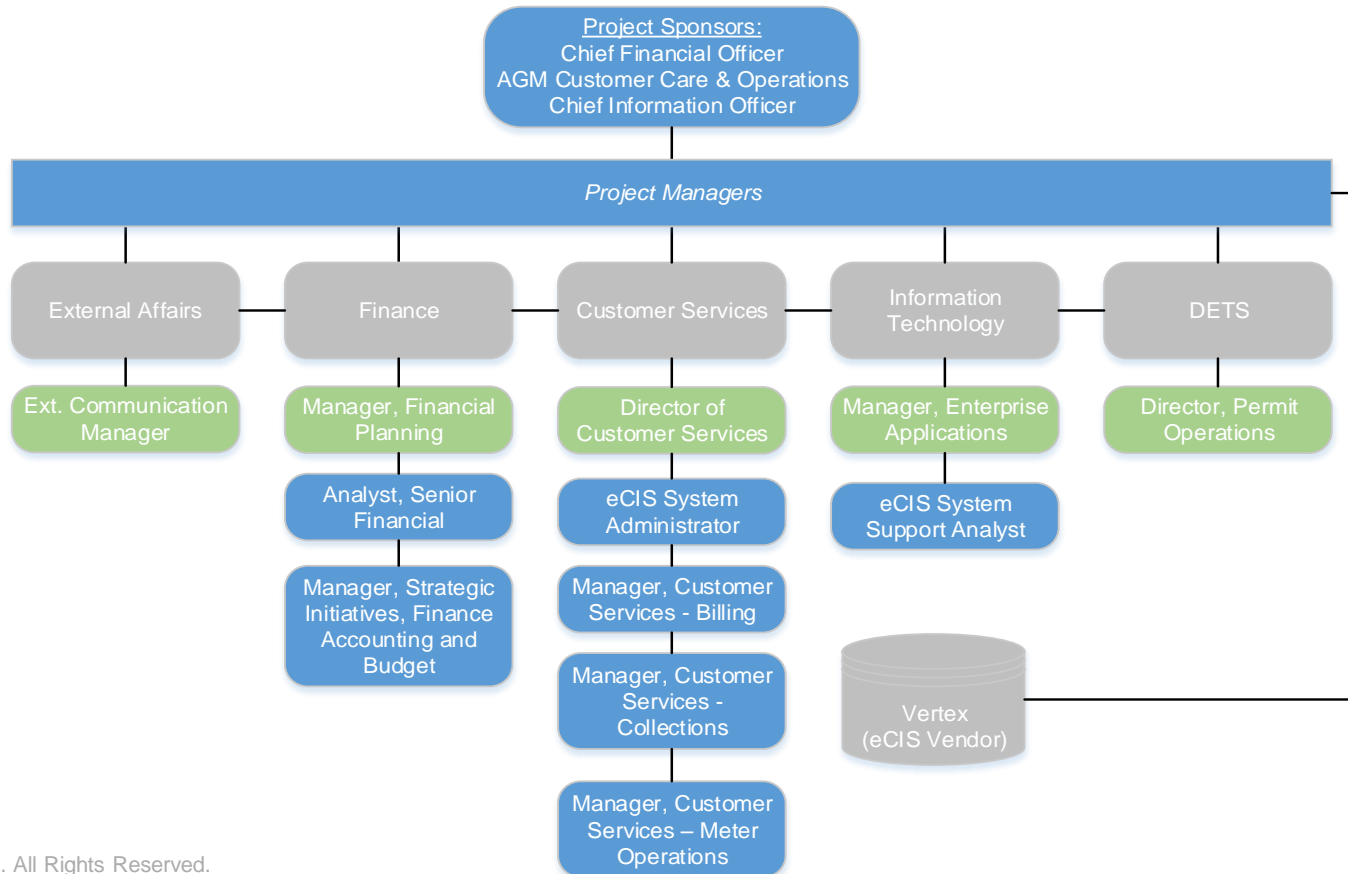 Project Sponsors:
Chief Financial Officer
AGM Customer Care & Operations
Chief Information Officer
Project Managers
External Affairs
Finance
Customer Services
Information
Technology
DETS
Ext. Communication
Manager
Manager, Financial
Planning
Director of
Customer Services
Manager, Enterprise
Applications
Director, Permit
Operations
Analyst, Senior
Financial
eCIS System
Administrator
eCIS System
Support Analyst
Manager, Strategic
Initiatives, Finance
Accounting and
Budget
Manager, Customer
Services - Billing
Manager, Customer
Services -
Collections
Vertex
(eCIS Vendor)
Manager, Customer
Services – Meter
Operations
. All Rights Reserved.